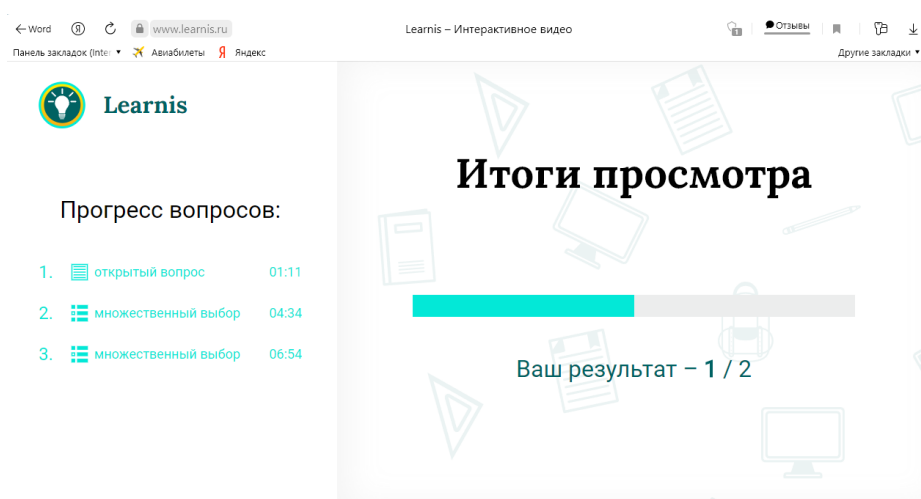 Word
Я
www.learnis.ru
Learnis – Интерактивное видео
1
Отзывы
Панель закладок (Inter
Авиабилеты
Я Яндекс
Другие закладки
Learnis
Прогресс вопросов:
1. открытый вопрос 01:11
2. множественный выбор 04:34
3. множественный выбор 06:54
Итоги просмотра
Ваш результат – 1 / 2